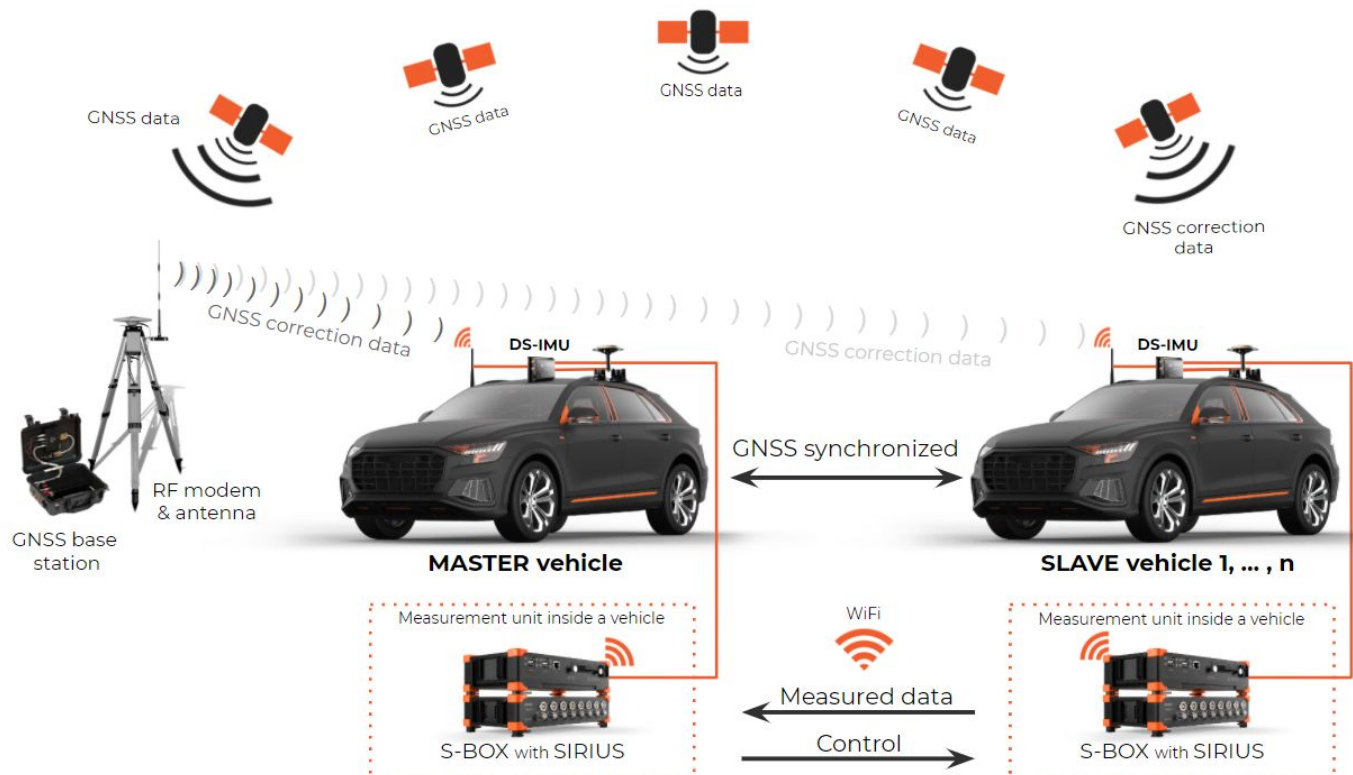 GNSS data
GNSS data
GNSS data
GNSS data
GNSS correction
data
GNSS correction data
GNSS correction data
DS-IMU
DS-IMU
GNSS synchronized
RF modem
& antenna
GNSS base
station
MASTER vehicle
SLAVE vehicle 1, ... , n
Measurement unit inside a vehicle
WiFi
Measurement unit inside a vehicle
Measured data
Control
S-BOX with SIRIUS
S-BOX with SIRIUS